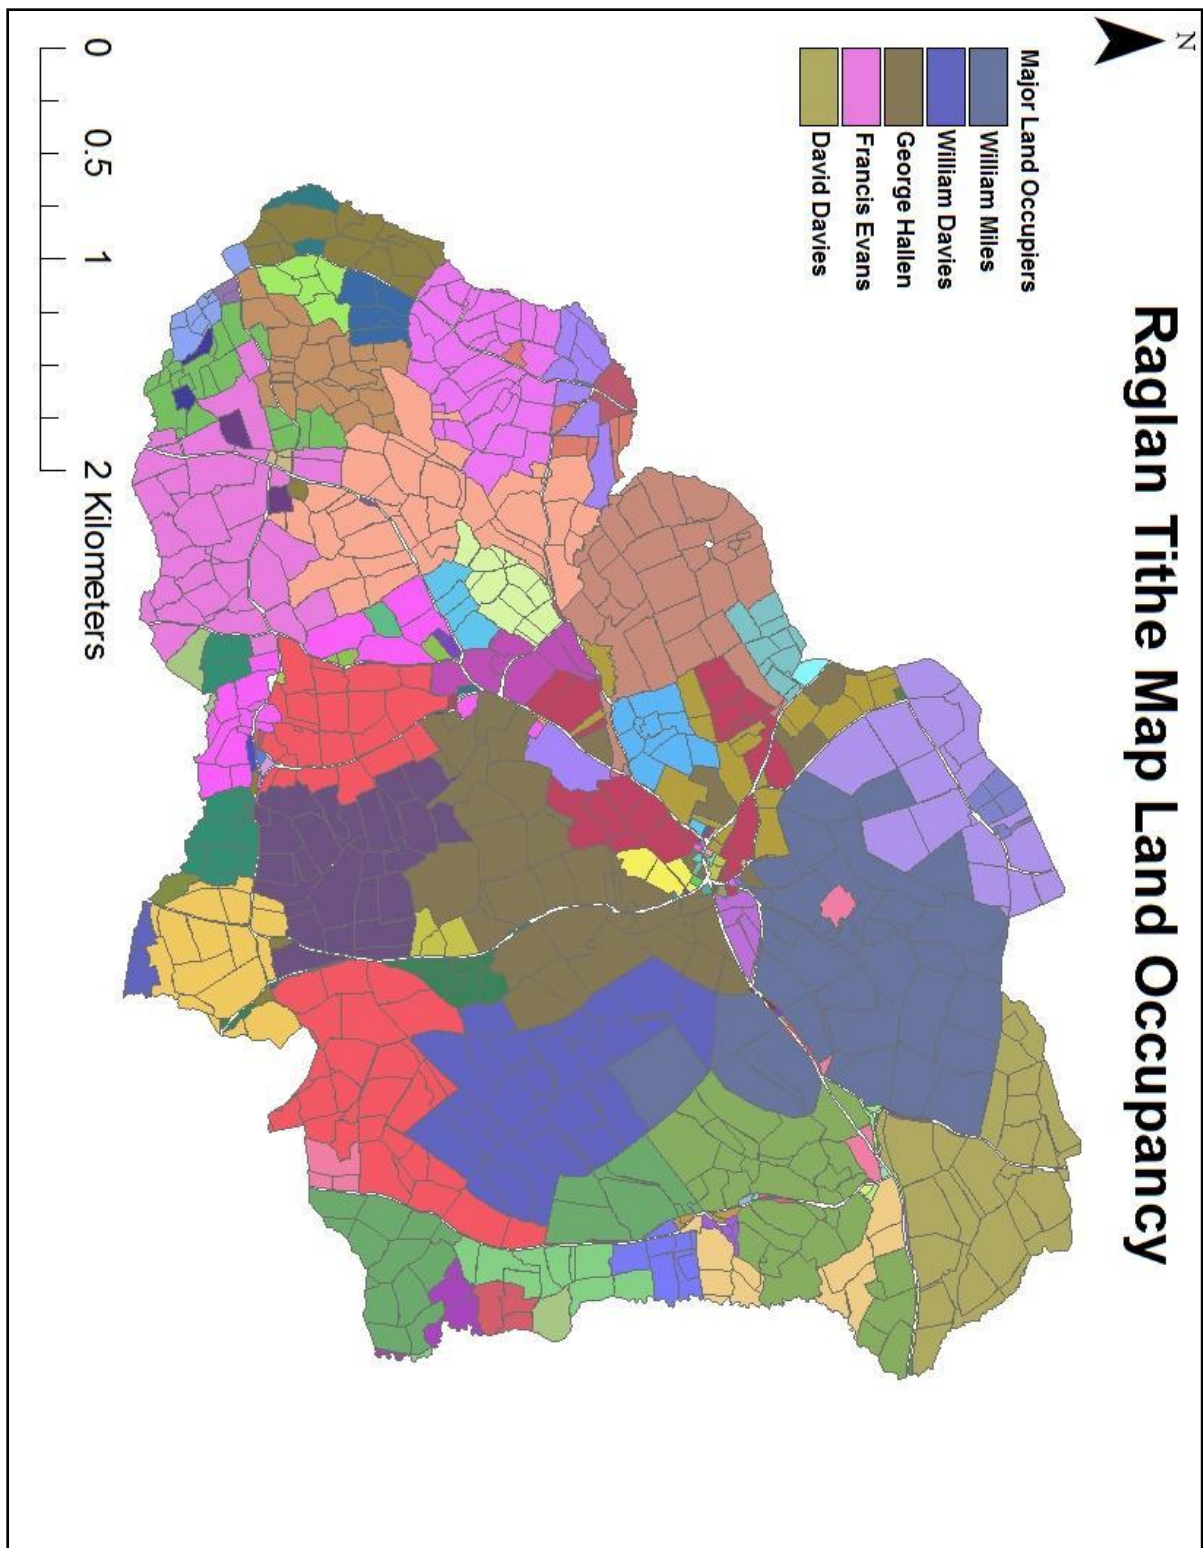 Raglan Tithe Map Land Occupancy
N
Major Land Occupiers
William Miles
William Davies
George Hallen
Francis Evans
David Davies
0 0.5 1 2 Kilometers